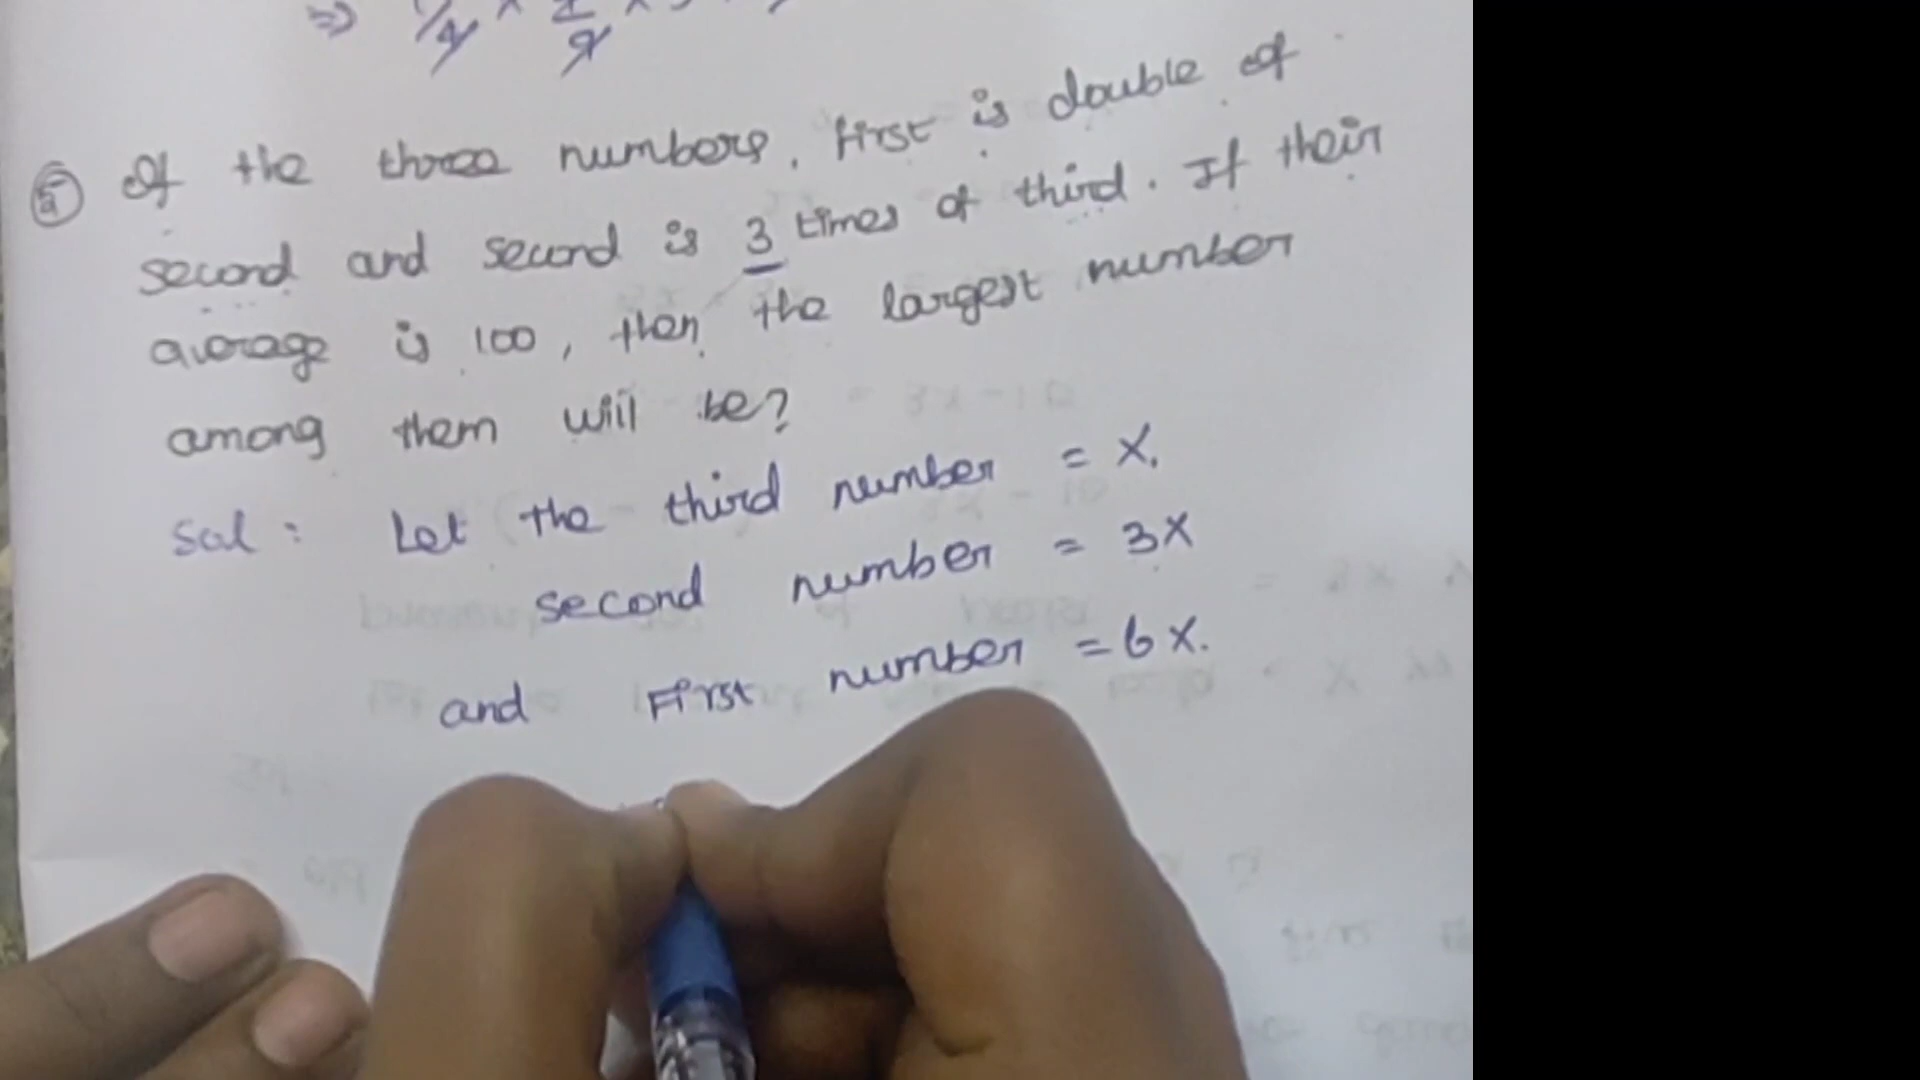 ⑤ Of the three numbers, first is double of
second and second is 3 times of third. If their
average is 100, then the largest number
among them will be?
Sol: Let the third number = x.
second number = 3x
and First number = 6x.